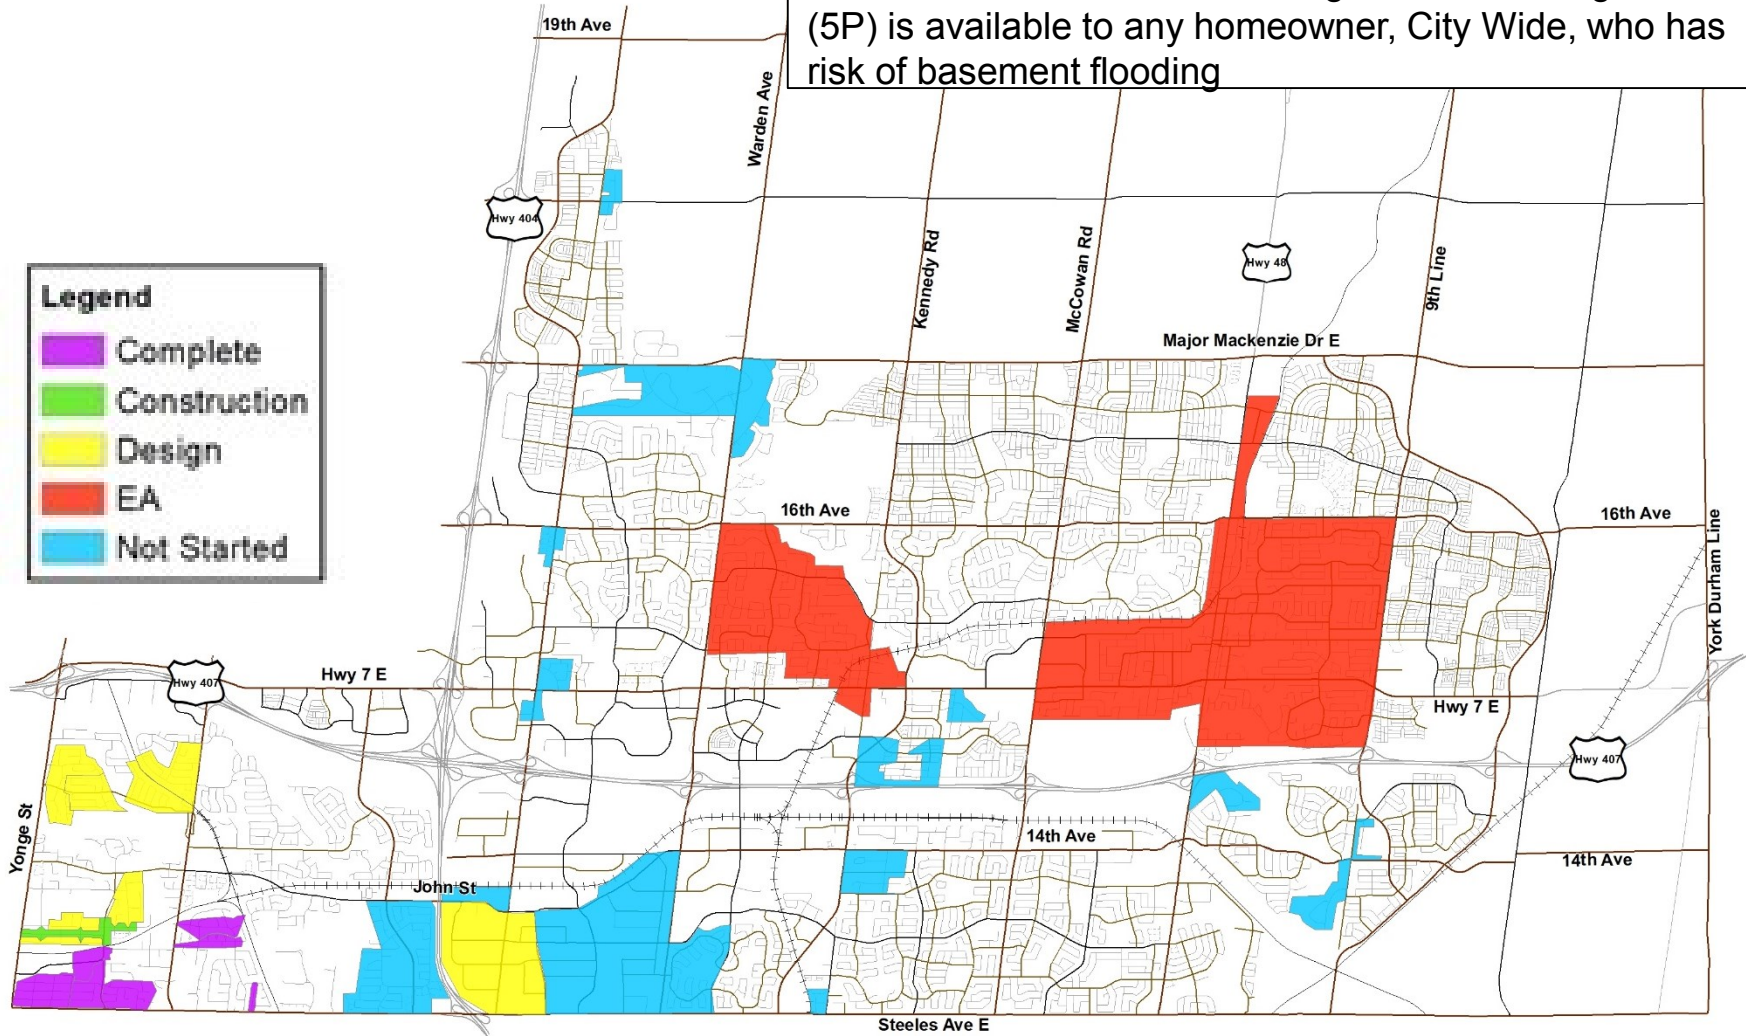 (5P) is available to any homeowner, City Wide, who has
risk of basement flooding
19th Ave
Warden Ave
Hwy 404
Kennedy Rd
McCowan Rd
Hwy 48
9th Line
Major Mackenzie Dr E
Legend
Complete
Construction
Design
EA
Not Started
16th Ave
16th Ave
York Durham Line
Hwy 407
Hwy 7 E
Hwy 7 E
Hwy 407
Yonge St
14th Ave
14th Ave
John St
Steeles Ave E